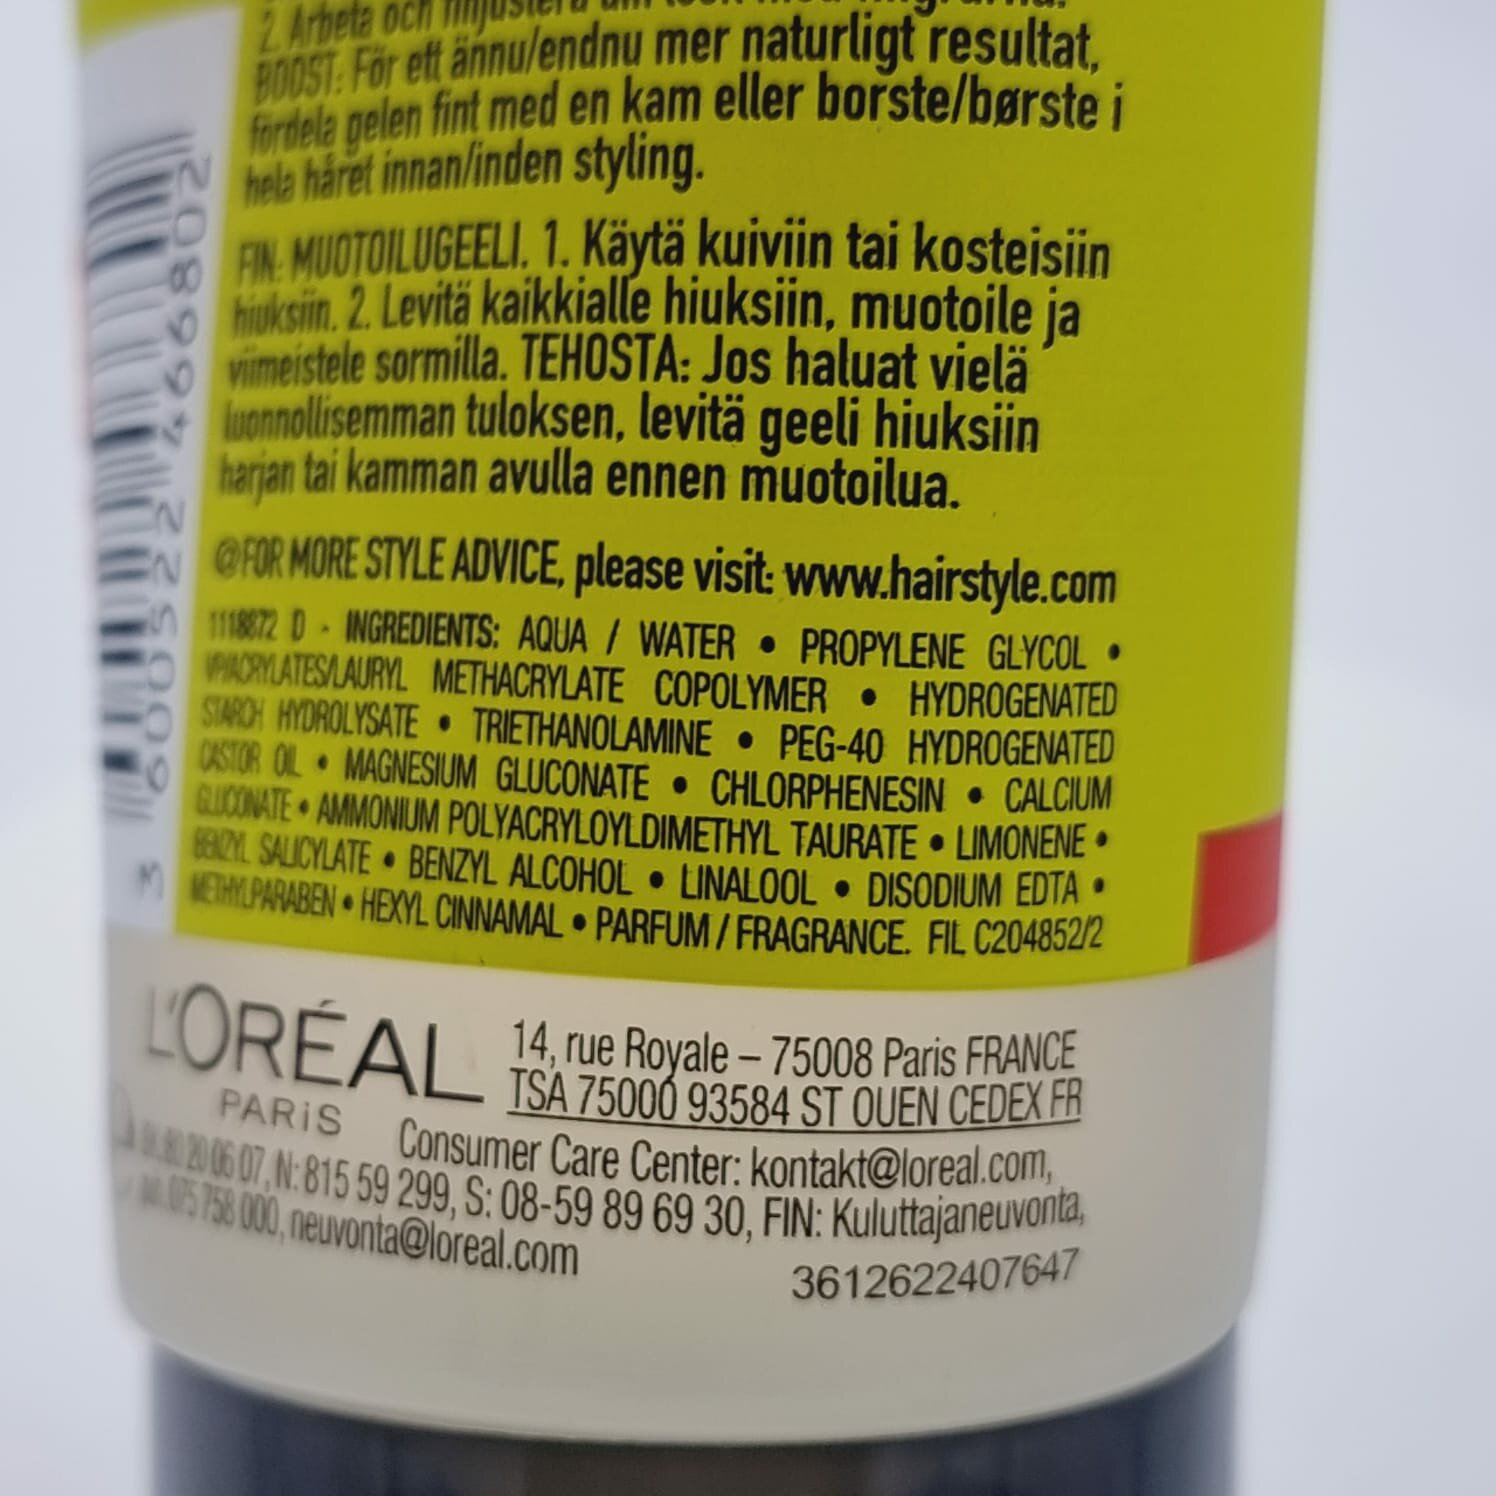 2. Arbeta och finjustera
BOOST: För ett ännu/endnu mer naturligt resultat,
fördela gelen fint med en kam eller borste/børste i
hela håret innan/inden styling.
FIN: MUOTOILUGEELI. 1. Käytä kuiviin tai kosteisiin
hiuksiin. 2. Levitä kaikkialle hiuksiin, muotoile ja
viimeistele sormilla. TEHOSTA: Jos haluat vielä
luonnollisemman tuloksen, levitä geeli hiuksiin
harjan tai kamman avulla ennen muotoilua.
@FOR MORE STYLE ADVICE, please visit: www.hairstyle.com
1118872 D - INGREDIENTS: AQUA / WATER • PROPYLENE GLYCOL •
VP/ACRYLATES/LAURYL METHACRYLATE COPOLYMER • HYDROGENATED
STARCH HYDROLYSATE • TRIETHANOLAMINE • PEG-40 HYDROGENATED
CASTOR OIL • MAGNESIUM GLUCONATE • CHLORPHENESIN • CALCIUM
GLUCONATE • AMMONIUM POLYACRYLOYLDIMETHYL TAURATE • LIMONENE •
BENZYL SALICYLATE • BENZYL ALCOHOL • LINALOOL • DISODIUM EDTA •
METHYLPARABEN • HEXYL CINNAMAL • PARFUM / FRAGRANCE. FIL C204852/2
3 600522 466802
L'ORÉAL
PARiS
14, rue Royale – 75008 Paris FRANCE
TSA 75000 93584 ST OUEN CEDEX FR
Consumer Care Center: kontakt@loreal.com,
20 06 07, N: 815 59 299, S: 08-59 89 69 30, FIN: Kuluttajaneuvonta,
075 758 000, neuvonta@loreal.com
3612622407647